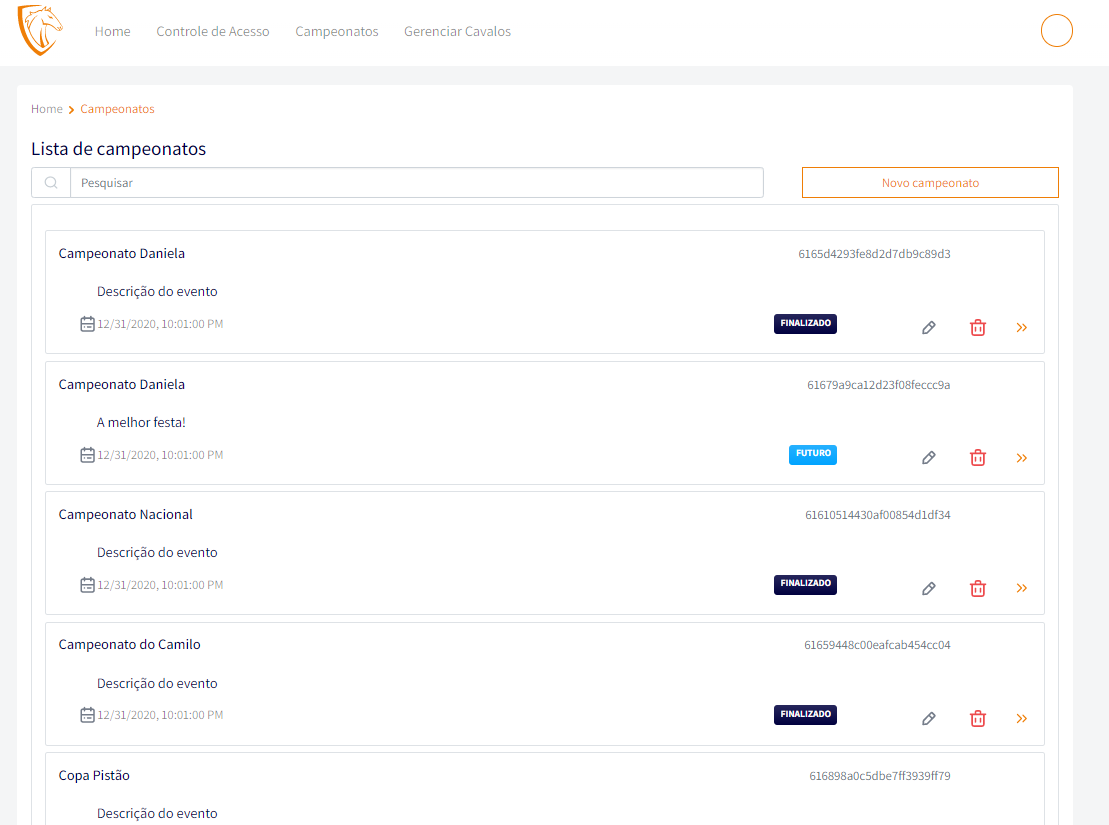 Home Controle de Acesso Campeonatos Gerenciar Cavalos
Home Campeonatos
Lista de campeonatos
Pesquisar Novo campeonato
Campeonato Daniela 6165d4293fe8d2d7db9c89d3
Descrição do evento
12/31/2020, 10:01:00 PM FINALIZADO
Campeonato Daniela 61679a9ca12d23f08feccc9a
A melhor festa!
12/31/2020, 10:01:00 PM FUTURO
Campeonato Nacional 61610514430af00854d1df34
Descrição do evento
12/31/2020, 10:01:00 PM FINALIZADO
Campeonato do Camilo 61659448c00eafcab454cc04
Descrição do evento
12/31/2020, 10:01:00 PM FINALIZADO
Copa Pistão 616898a0c5dbe7ff3939ff79
Descrição do evento